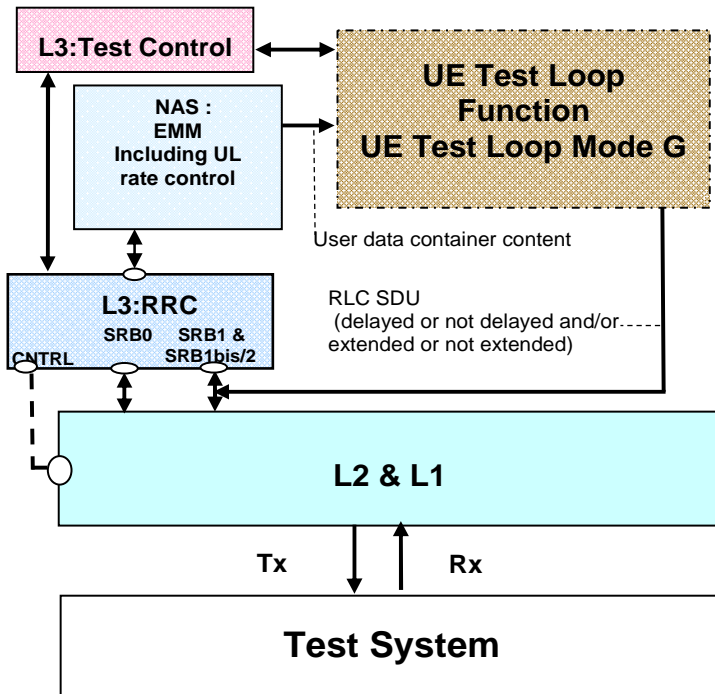 L3:Test Control
UE Test Loop
Function
UE Test Loop Mode G
NAS :
EMM
Including UL
rate control
User data container content
RLC SDU
(delayed or not delayed and/or
extended or not extended)
L3:RRC
SRB0
SRB1 &
SRB1bis/2
CNTRL
L2 & L1
Tx
Rx
Test System